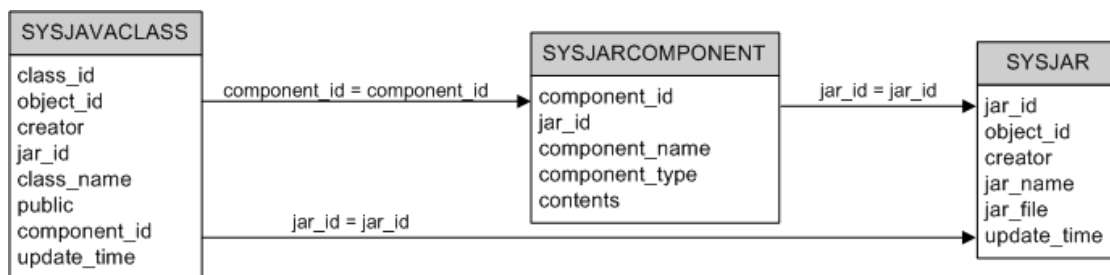 SYSJAVACLASS
class_id
object_id
creator
jar_id
class_name
public
component_id
update_time
component_id = component_id
jar_id = jar_id
SYSJARCOMPONENT
component_id
jar_id
component_name
component_type
contents
jar_id = jar_id
SYSJAR
jar_id
object_id
creator
jar_name
jar_file
update_time